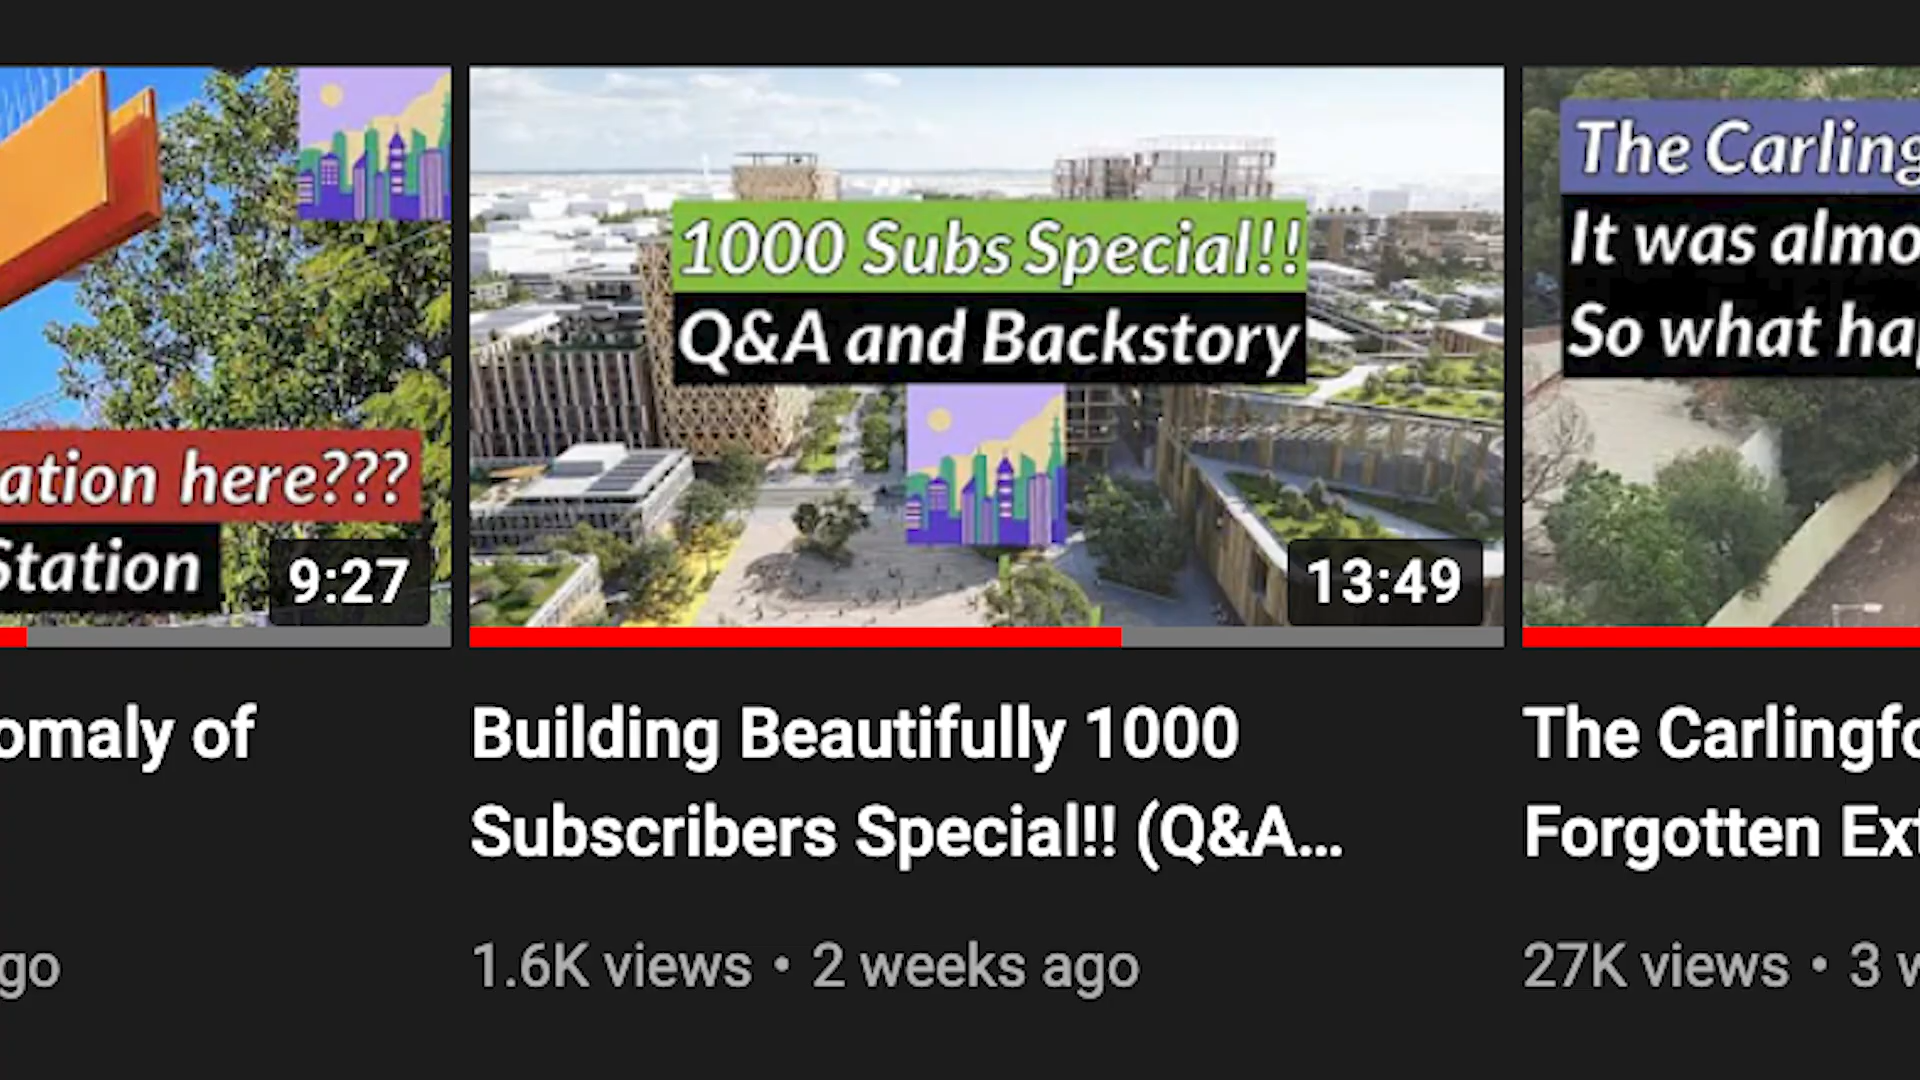 ation here???
Station
9:27
omaly of
go
1000 Subs Special!!
Q&A and Backstory
13:49
Building Beautifully 1000
Subscribers Special!! (Q&A...
1.6K views • 2 weeks ago
The Carling
It was almo
So what ha
The Carlingfo
Forgotten Ext
27K views • 3 w